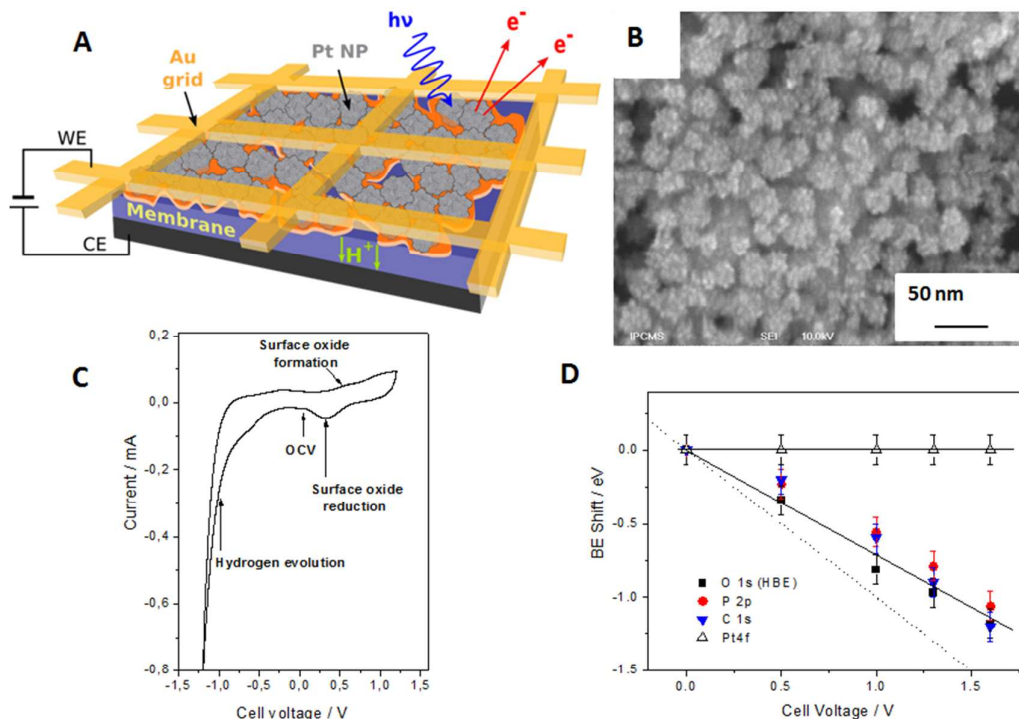 A
hν
e-
e-
Au
grid
Pt NP
WE
CE
Membrane
H+
B
50 nm
IPCMS
SEI
10.0kV
C
0,2
0,0
-0,2
-0,4
-0,6
-0,8
Current / mA
Surface oxide
formation
OCV
Surface oxide
reduction
Hydrogen evolution
-1,5
-1,0
-0,5
0,0
0,5
1,0
1,5
Cell voltage / V
D
0.0
-0.5
-1.0
-1.5
BE Shift / eV
O 1s (HBE)
P 2p
C 1s
Pt4f
0.0
0.5
1.0
1.5
Cell Voltage / V